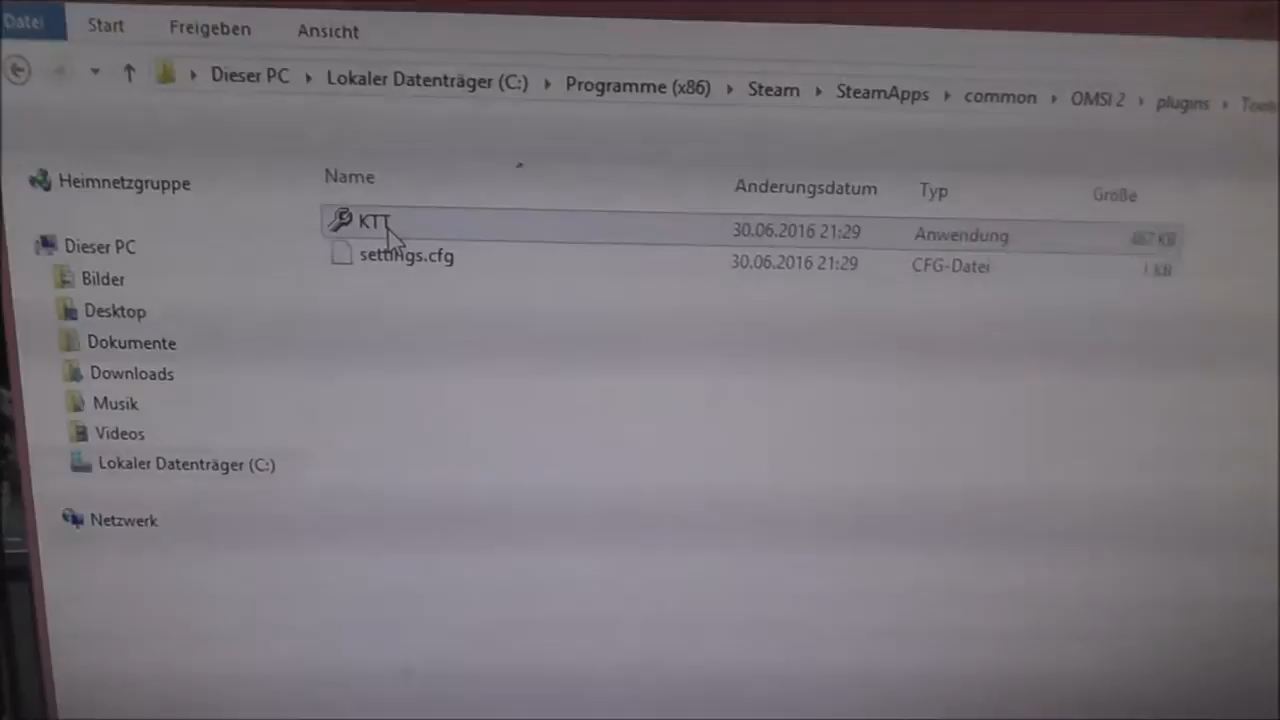 Datei Start Freigeben Ansicht
Dieser PC Lokaler Datenträger (C:) Programme (x86) Steam SteamApps common OMSI 2 plugins
Name Änderungsdatum Typ Größe
KTT 30.06.2016 21:29 Anwendung
settings.cfg 30.06.2016 21:29 CFG-Datei 1 KB
Heimnetzgruppe
Dieser PC
Bilder
Desktop
Dokumente
Downloads
Musik
Videos
Lokaler Datenträger (C:)
Netzwerk